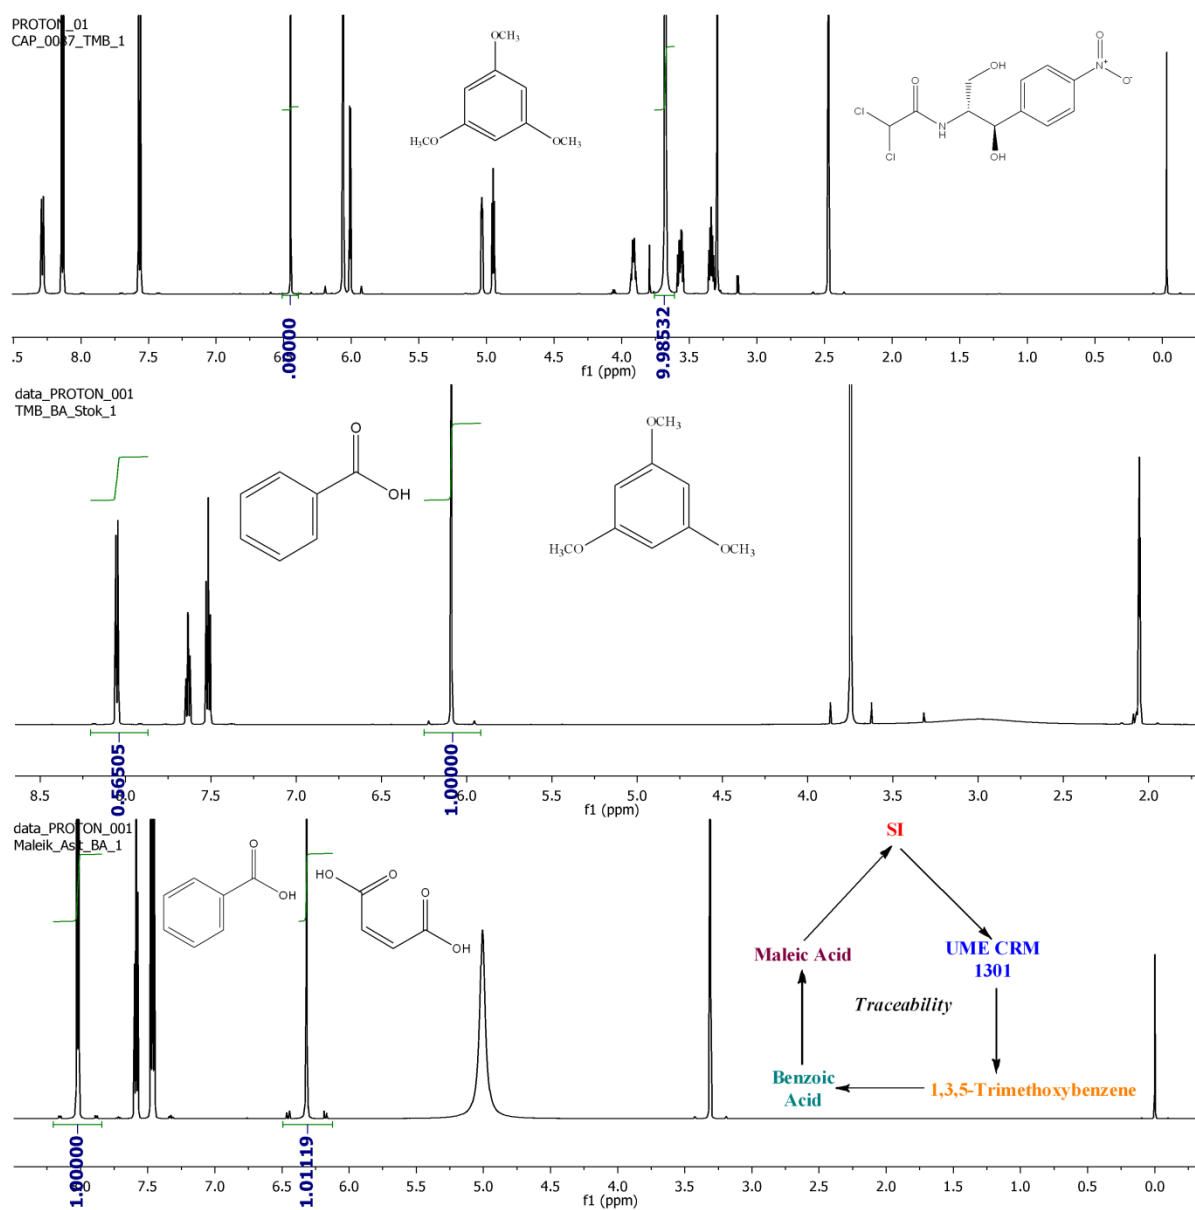 PROTON_01
CAP_0087_TMB_1
OCH₃
H₃CO
OCH₃
OH
O
N⁺
O⁻
O
Cl
N
H
Cl
OH
.00000
9.98532
8.0 7.5 7.0 6.0 5.5 5.0 4.5 4.0 3.5 3.0 2.5 2.0 1.5 1.0 0.5 0.0
f1 (ppm)
data_PROTON_001
TMB_BA_Stok_1
O
OH
OCH₃
H₃CO
OCH₃
0.56505
1.00000
8.5 7.5 7.0 6.5 6.0 5.5 5.0 4.5 4.0 3.5 3.0 2.5 2.0
f1 (ppm)
data_PROTON_001
O
OH
HO
O
O
OH
SI
Maleic Acid
UME CRM
1301
Traceability
Benzoic
Acid
1,3,5-Trimethoxybenzene
1.00000
1.01119
7.5 7.0 6.5 6.0 5.5 5.0 4.5 4.0 3.5 3.0 2.5 2.0 1.5 1.0 0.5 0.0
f1 (ppm)